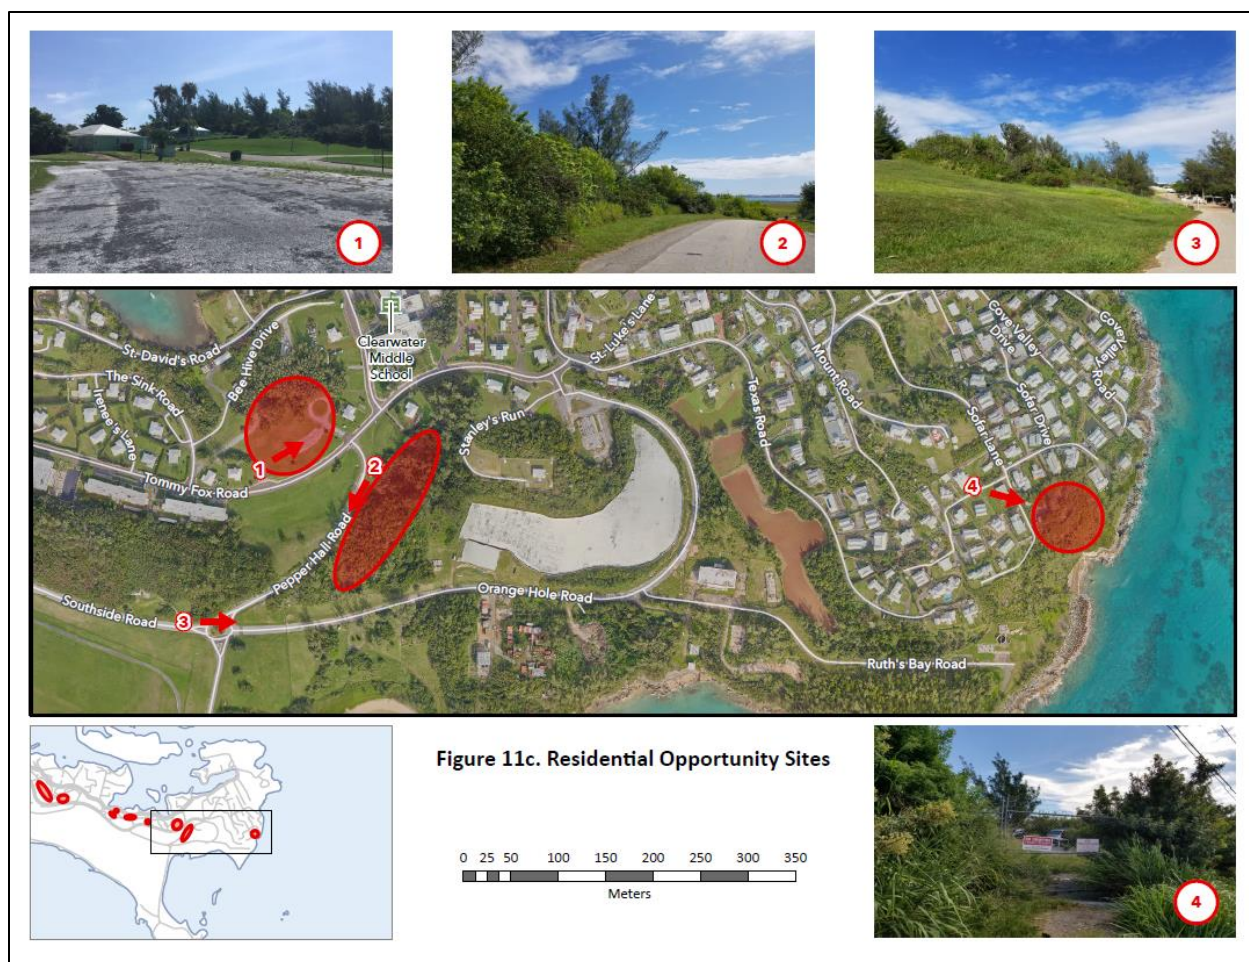 1
2
3
St. David's Road
The Sink Road
Irenee's Lane
Bee Hive Drive
Clearwater
Middle
School
Tommy Fox Road
1
2
Pepper Hall Road
Southside Road
3
Stanley's Run
St. Luke's Lane
Orange Hole Road
Texas Road
Mount Road
Cove Valley
Drive
Cove Valley
Road
Sofar Drive
Sofar Lane
4
Ruth's Bay Road
Figure 11c. Residential Opportunity Sites
0 25 50 100 150 200 250 300 350
Meters
4